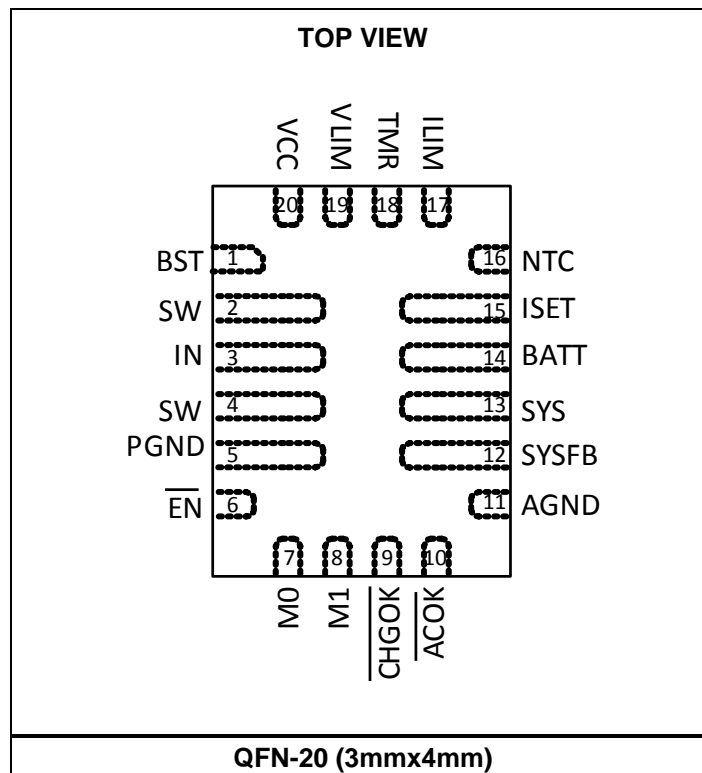 TOP VIEW
VCC
VLIM
TMR
ILIM
20
19
18
17
BST 1
16 NTC
SW 2
15 ISET
IN 3
14 BATT
SW 4
13 SYS
PGND 5
12 SYSFB
EN 6
11 AGND
7
8
9
10
M0
M1
CHGOK
ACOK
QFN-20 (3mmx4mm)